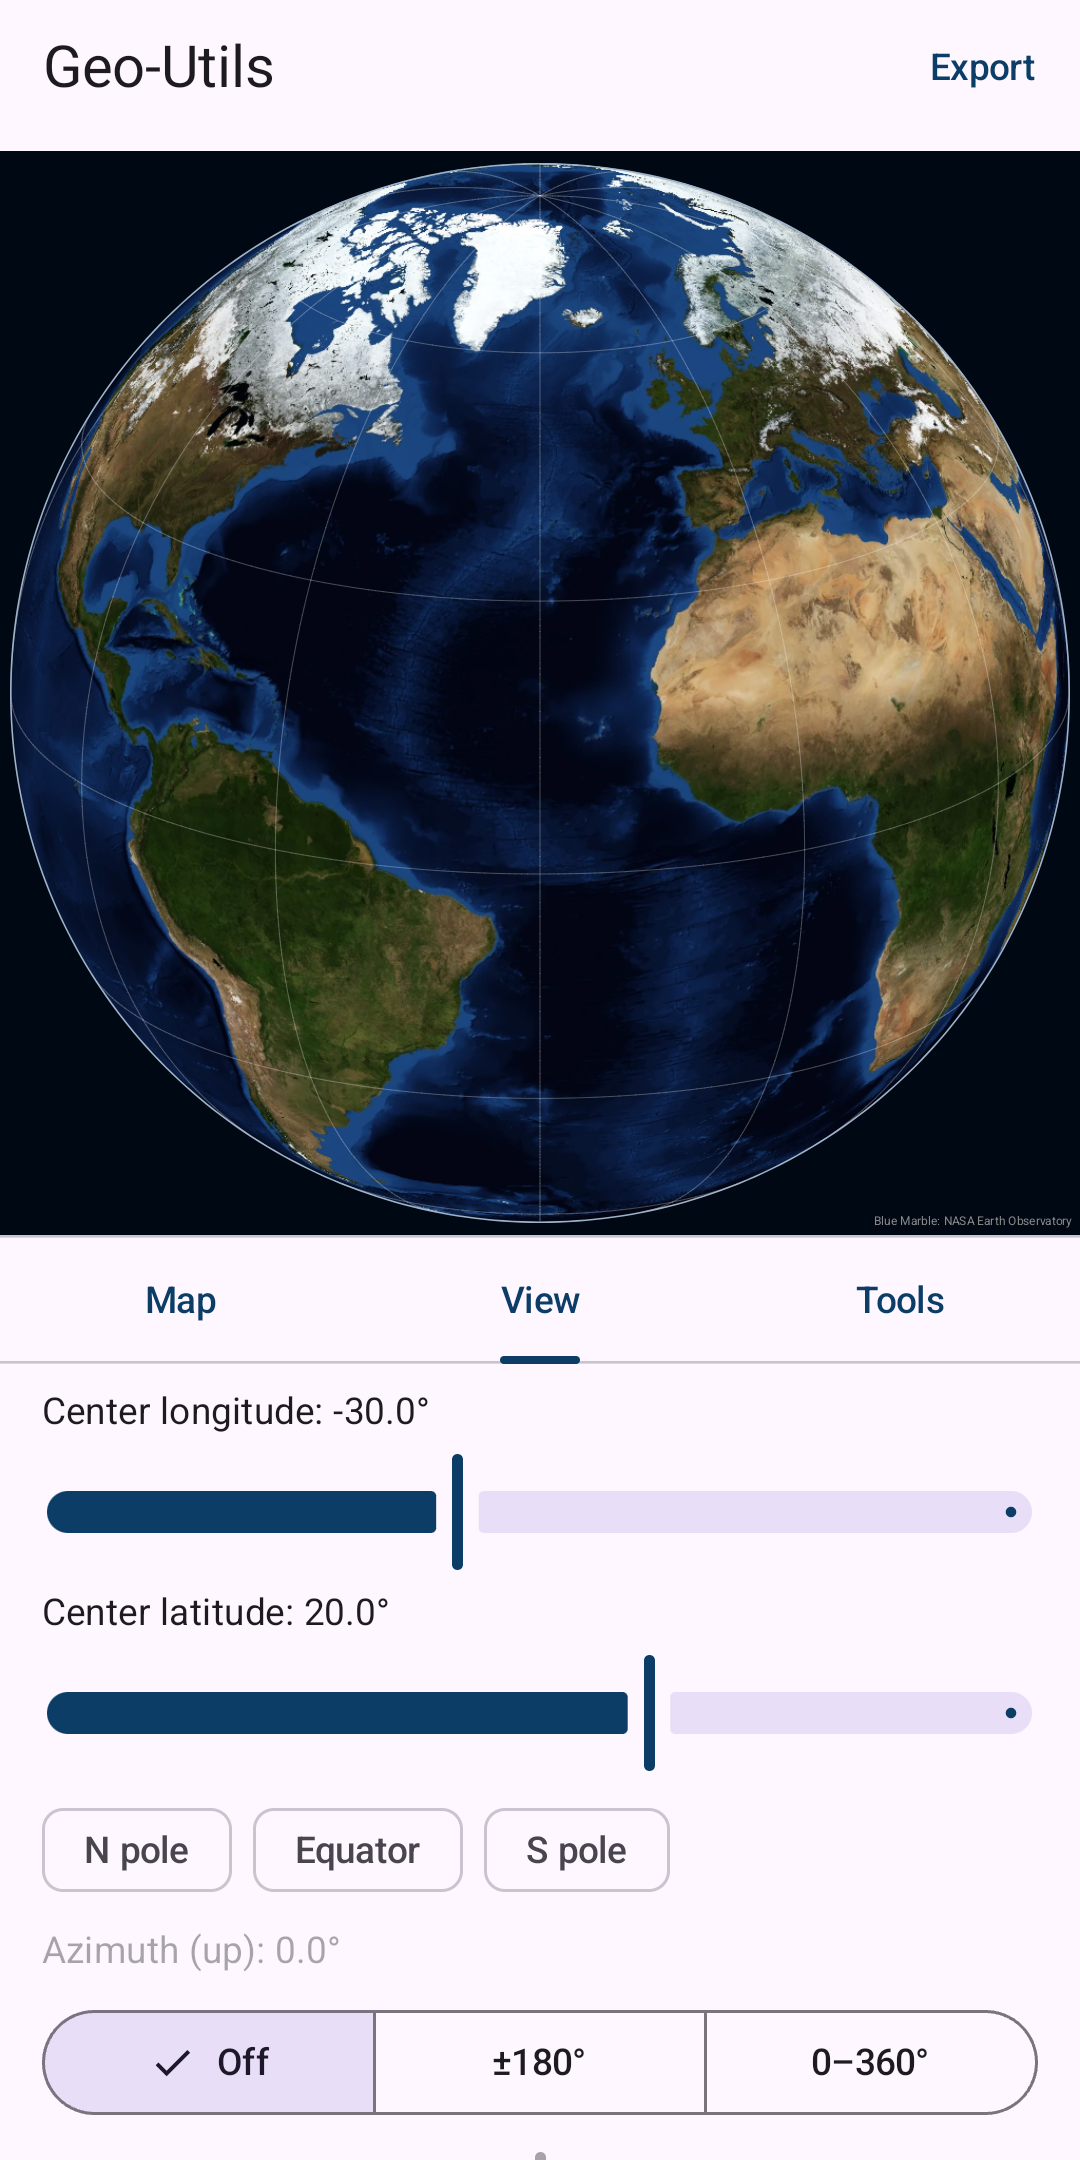 Geo-Utils
Export
Blue Marble: NASA Earth Observatory
Map
View
Tools
Center longitude: -30.0°
Center latitude: 20.0°
N pole
Equator
S pole
Azimuth (up): 0.0°
Off
±180°
0–360°